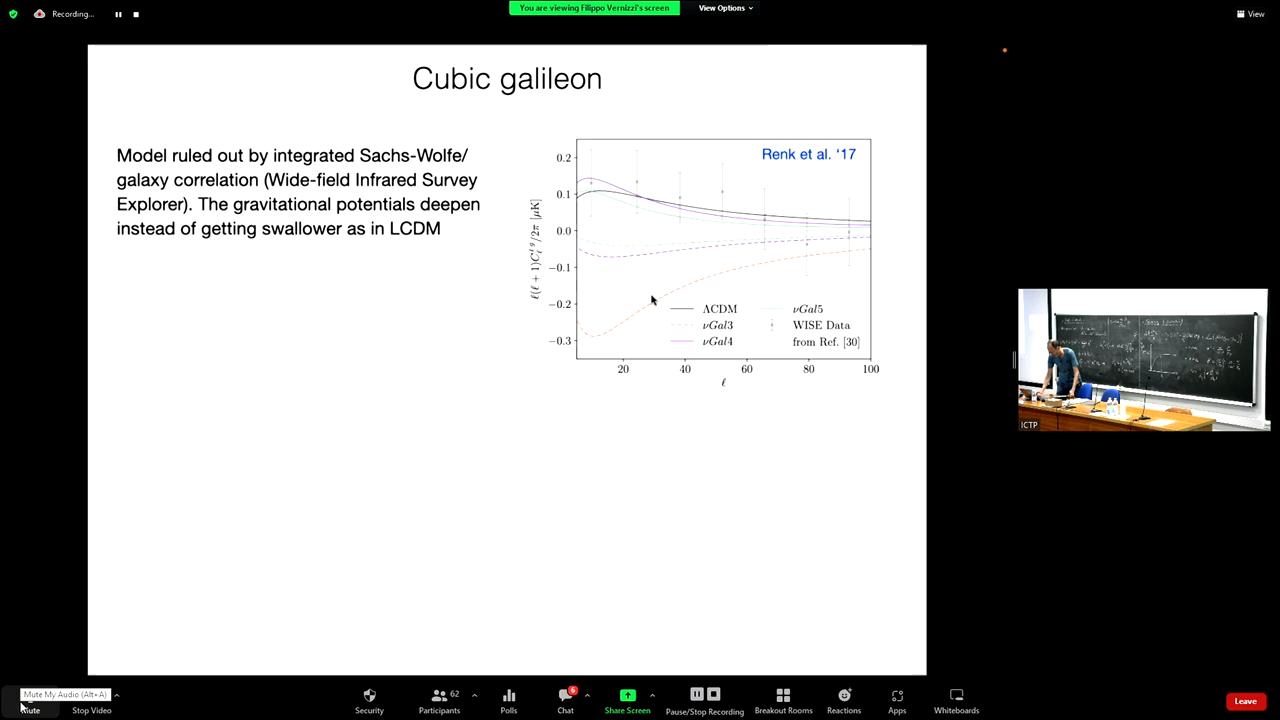 Recording...
You are viewing Filippo Vernizzi's screen
View Options
View
Cubic galileon
Model ruled out by integrated Sachs-Wolfe/
galaxy correlation (Wide-field Infrared Survey
Explorer). The gravitational potentials deepen
instead of getting swallower as in LCDM
Renk et al. '17
0.2
0.1
0.0
−0.1
−0.2
−0.3
ℓ(ℓ + 1)C /2π [μK]
ΛCDM
νGal3
νGal4
νGal5
WISE Data
from Ref. [30]
20 40 60 80 100
ℓ
ICTP
Mute My Audio (Alt+A)
Mute
Stop Video
Security
62
Participants
Polls
6
Chat
Share Screen
Pause/Stop Recording
Breakout Rooms
Reactions
Apps
Whiteboards
Leave